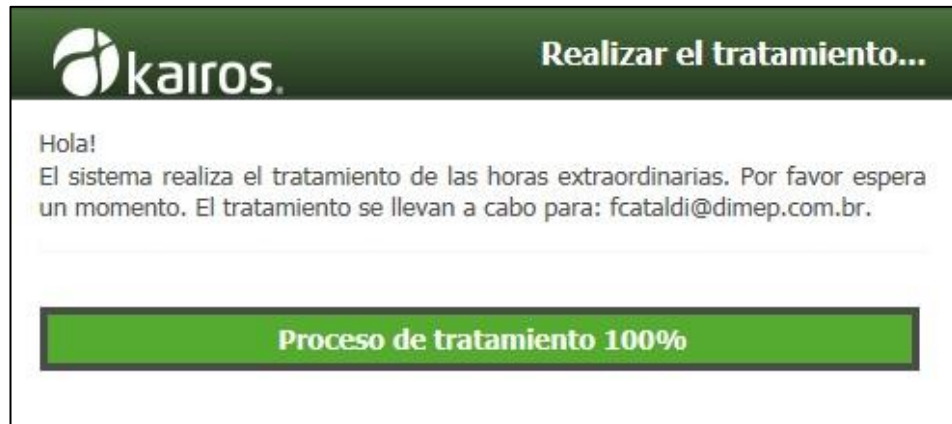 kairos.
Realizar el tratamiento...
Hola!
El sistema realiza el tratamiento de las horas extraordinarias. Por favor espera
un momento. El tratamiento se llevan a cabo para: fcataldi@dimep.com.br.
Proceso de tratamiento 100%